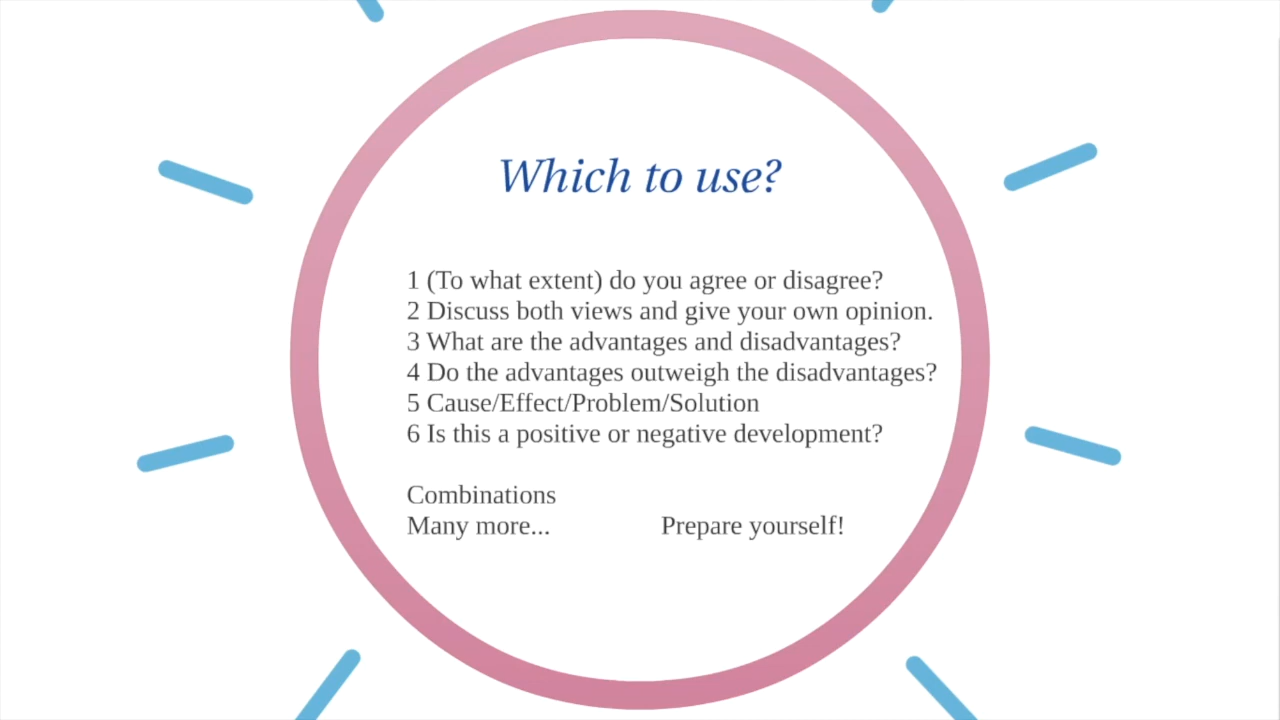 Which to use?
1 (To what extent) do you agree or disagree?
2 Discuss both views and give your own opinion.
3 What are the advantages and disadvantages?
4 Do the advantages outweigh the disadvantages?
5 Cause/Effect/Problem/Solution
6 Is this a positive or negative development?
Combinations
Many more... Prepare yourself!